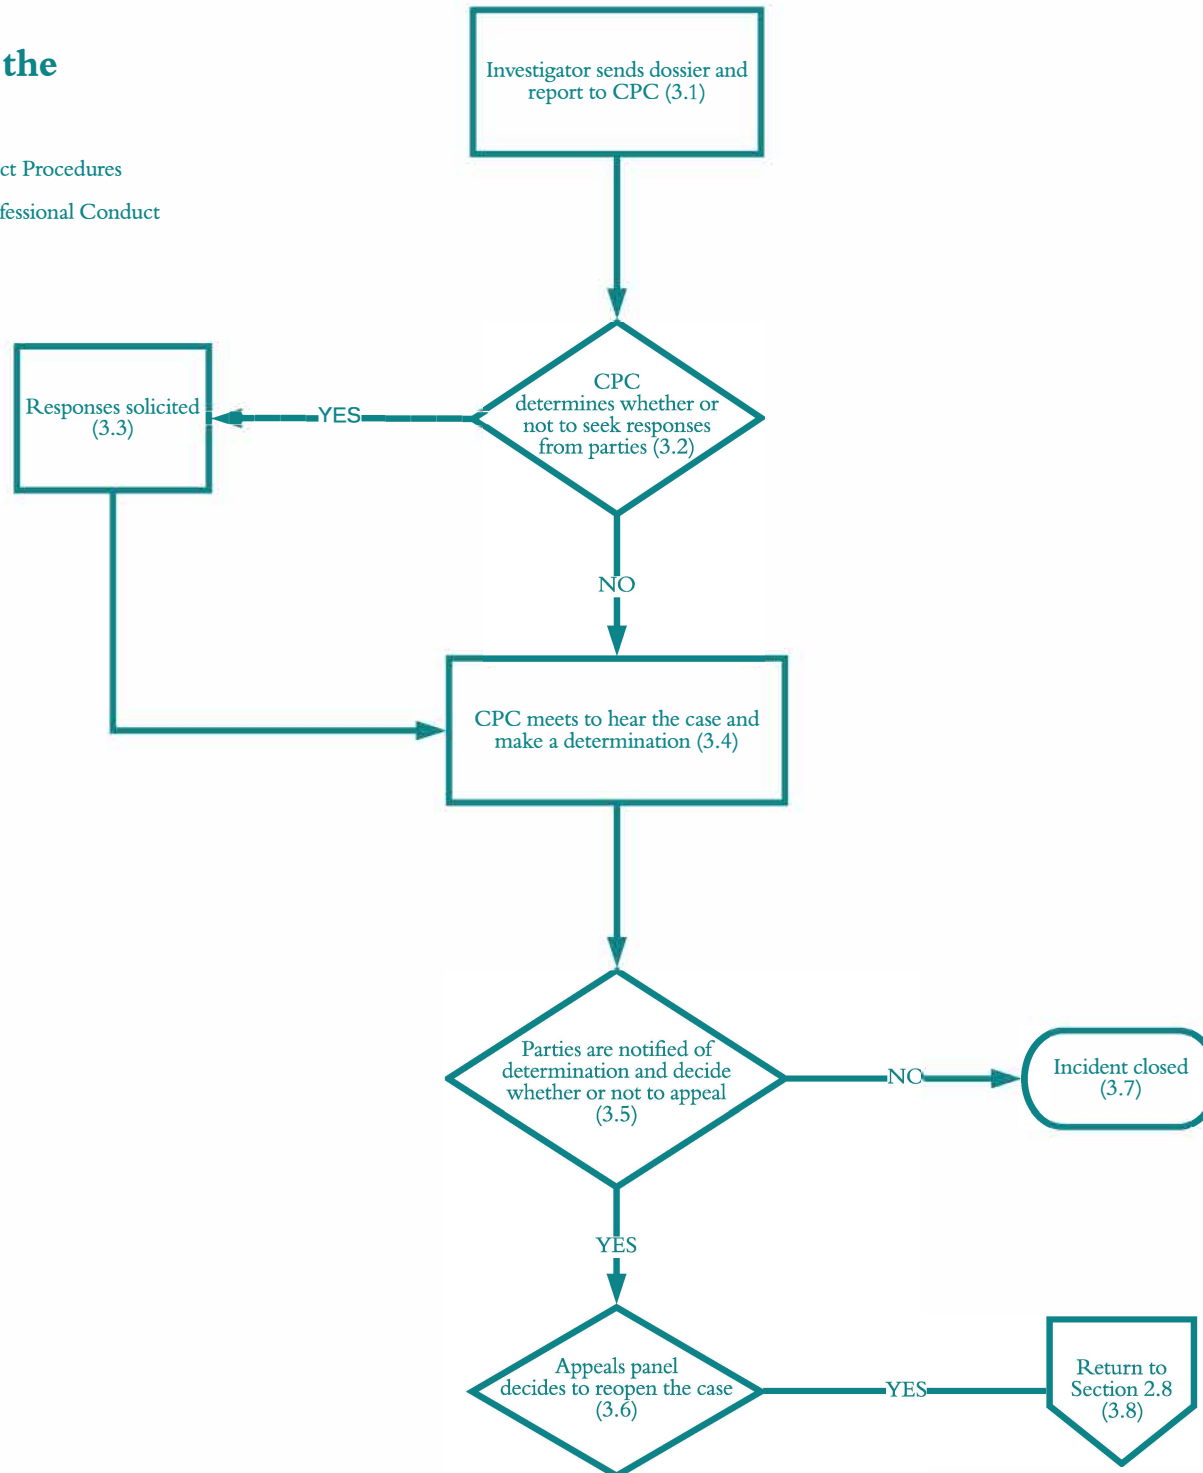 the
ct Procedures
fessional Conduct
Investigator sends dossier and
report to CPC (3.1)
CPC
determines whether or
not to seek responses
from parties (3.2)
YES
Responses solicited
(3.3)
NO
CPC meets to hear the case and
make a determination (3.4)
Parties are notified of
determination and decide
whether or not to appeal
(3.5)
NO
Incident closed
(3.7)
YES
Appeals panel
decides to reopen the case
(3.6)
YES
Return to
Section 2.8
(3.8)